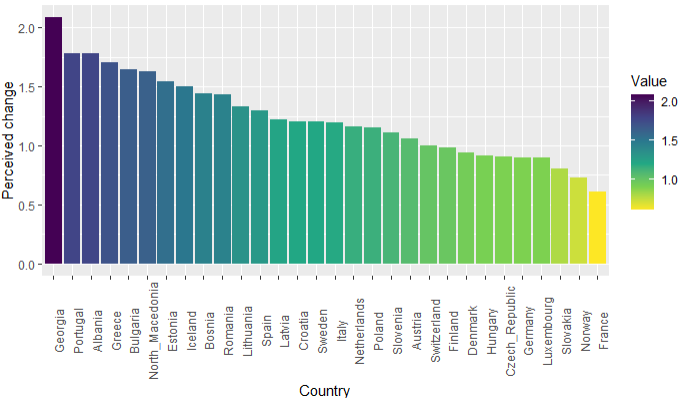 Perceived change
2.0
1.5
1.0
0.5
0.0
Georgia
Portugal
Albania
Greece
Bulgaria
North_Macedonia
Estonia
Iceland
Bosnia
Romania
Lithuania
Spain
Latvia
Croatia
Sweden
Italy
Netherlands
Poland
Slovenia
Austria
Switzerland
Finland
Denmark
Hungary
Czech_Republic
Germany
Luxembourg
Slovakia
Norway
France
Country
Value
2.0
1.5
1.0